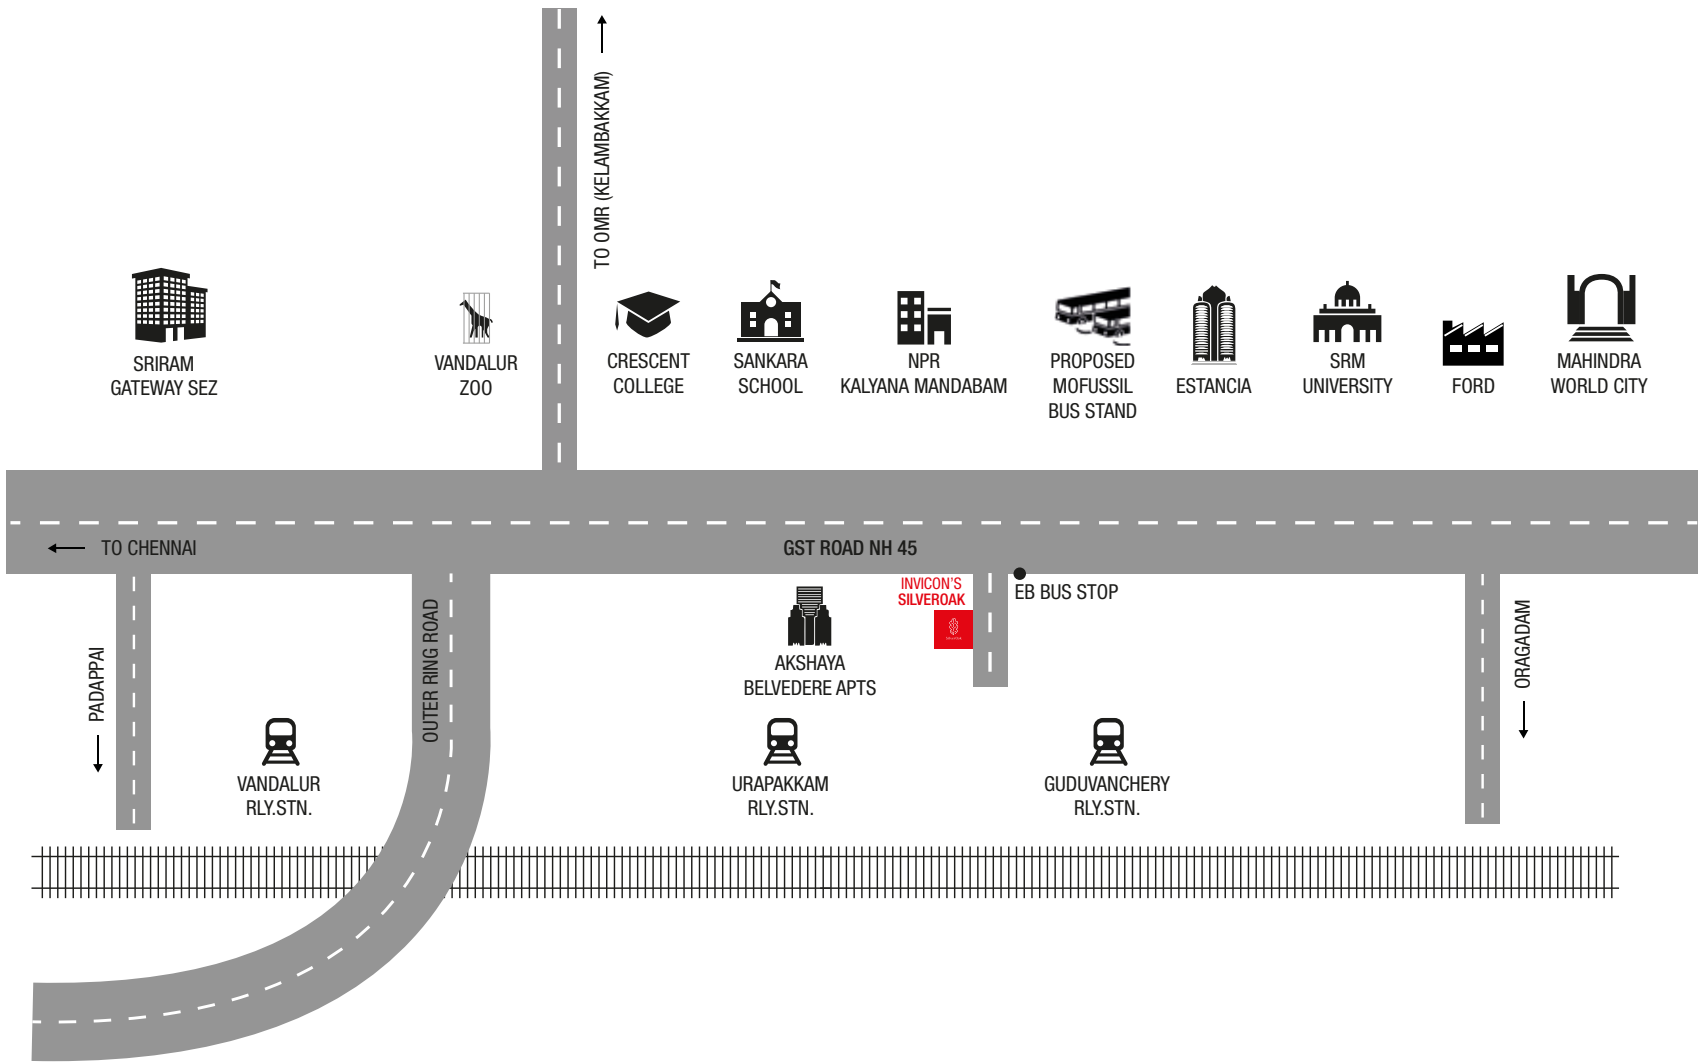 TO OMR (KELAMBAKKAM)
SRIRAM
GATEWAY SEZ
VANDALUR
ZOO
CRESCENT
COLLEGE
SANKARA
SCHOOL
NPR
KALYANA MANDABAM
PROPOSED
MOFUSSIL
BUS STAND
ESTANCIA
SRM
UNIVERSITY
FORD
MAHINDRA
WORLD CITY
TO CHENNAI
GST ROAD NH 45
INVICON'S
SILVEROAK
EB BUS STOP
PADAPPAI
OUTER RING ROAD
AKSHAYA
BELVEDERE APTS
ORAGADAM
VANDALUR
RLY.STN.
URAPAKKAM
RLY.STN.
GUDUVANCHERY
RLY.STN.